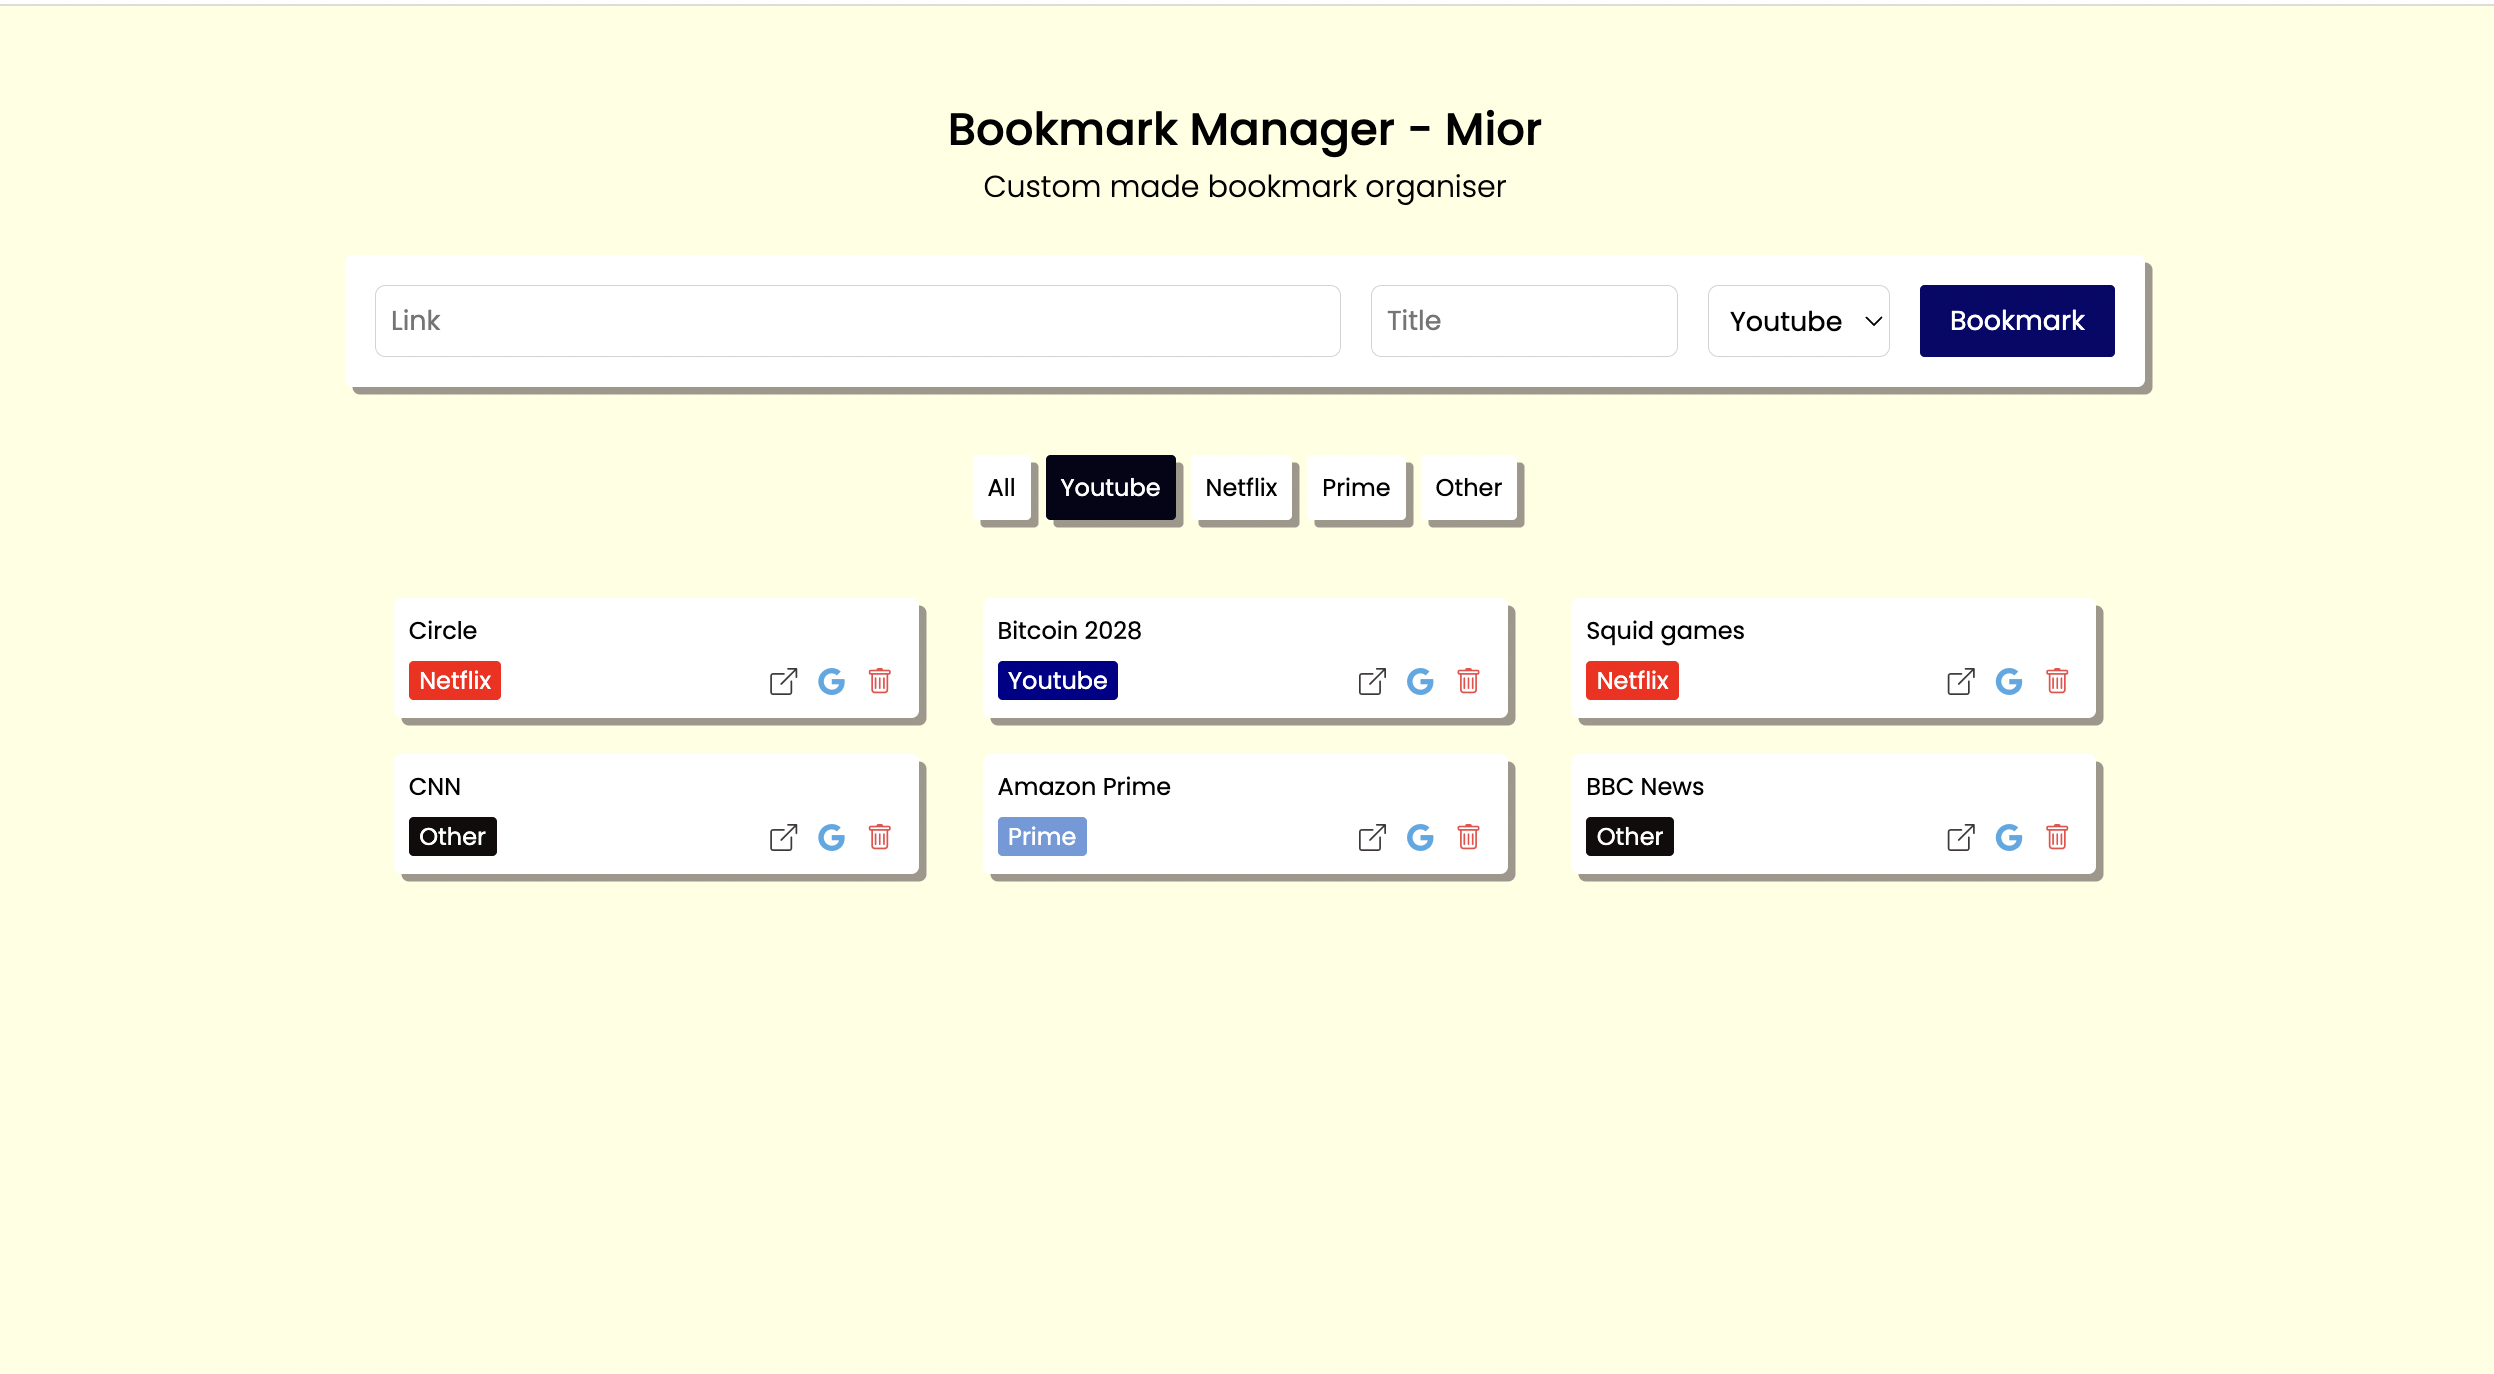 Bookmark Manager - Mior
Custom made bookmark organiser
Link Title Youtube Bookmark
All Youtube Netflix Prime Other
Circle Bitcoin 2028 Squid games
Netflix G Youtube G Netflix G
CNN Amazon Prime BBC News
Other G Prime G Other G